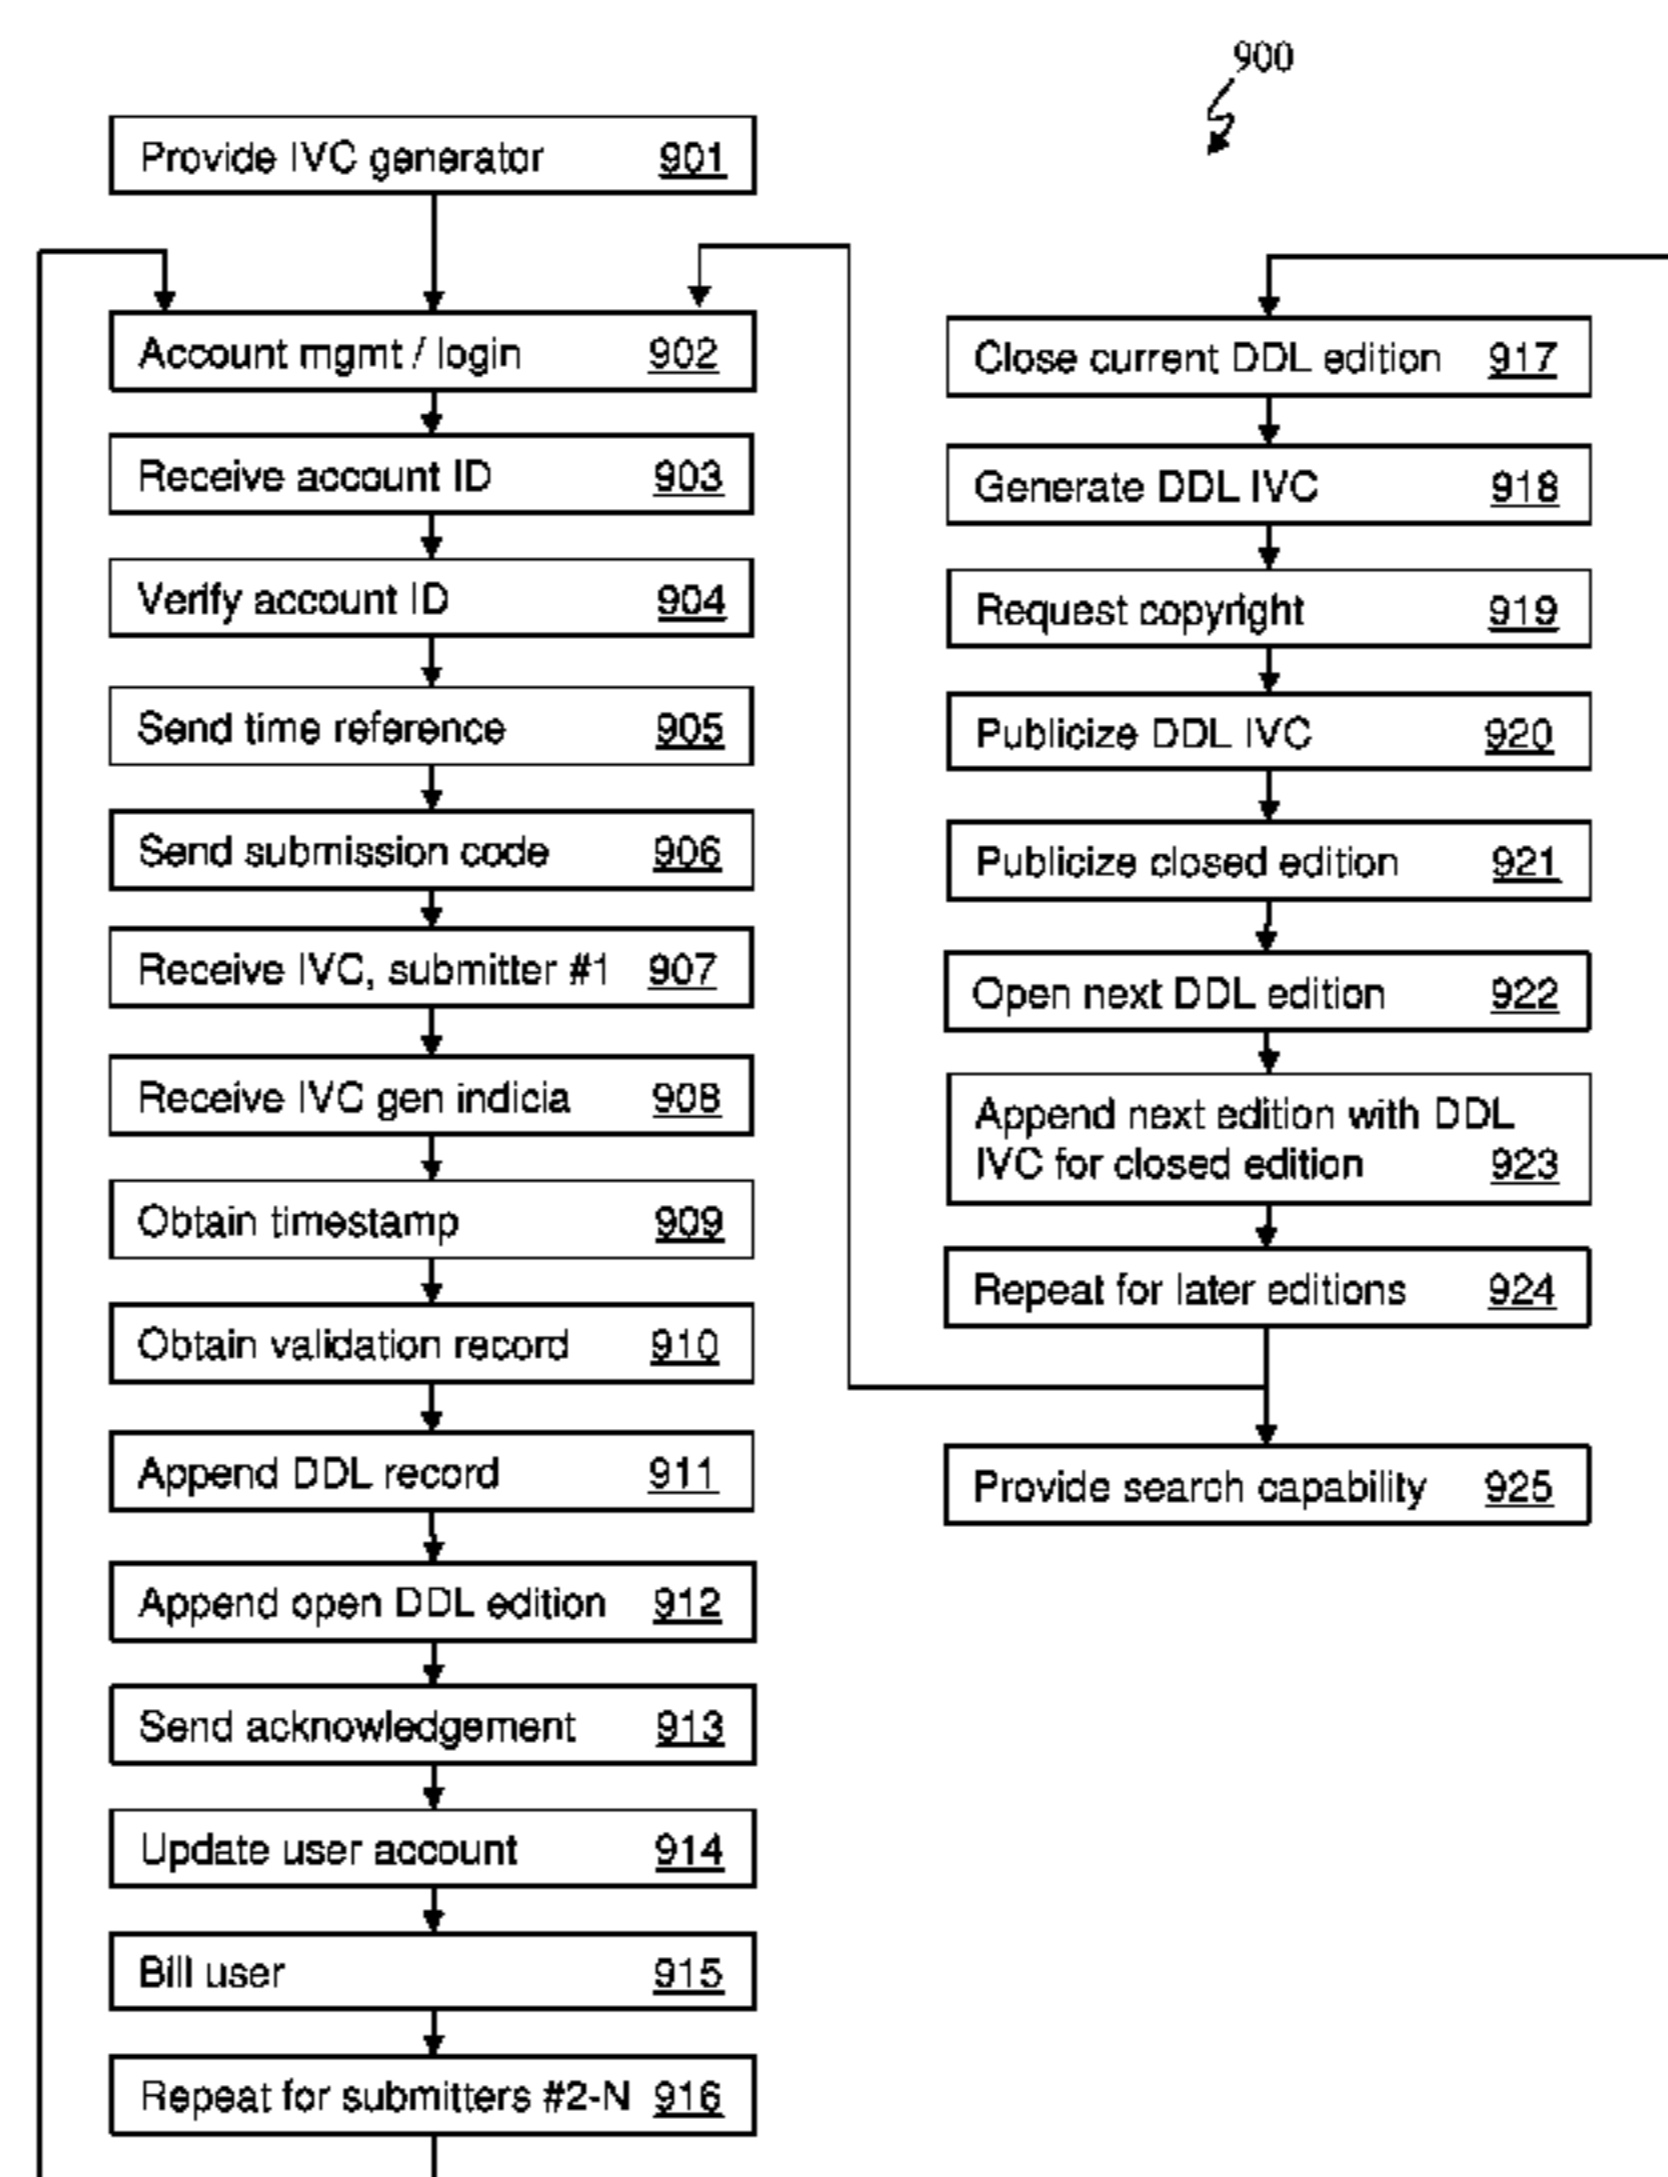 900
Provide IVC generator 901
Account mgmt / login 902
Receive account ID 903
Verify account ID 904
Send time reference 905
Send submission code 906
Receive IVC, submitter #1 907
Receive IVC gen indicia 908
Obtain timestamp 909
Obtain validation record 910
Append DDL record 911
Append open DDL edition 912
Send acknowledgement 913
Update user account 914
Bill user 915
Repeat for submitters #2-N 916
Close current DDL edition 917
Generate DDL IVC 918
Request copyright 919
Publicize DDL IVC 920
Publicize closed edition 921
Open next DDL edition 922
Append next edition with DDL
IVC for closed edition 923
Repeat for later editions 924
Provide search capability 925